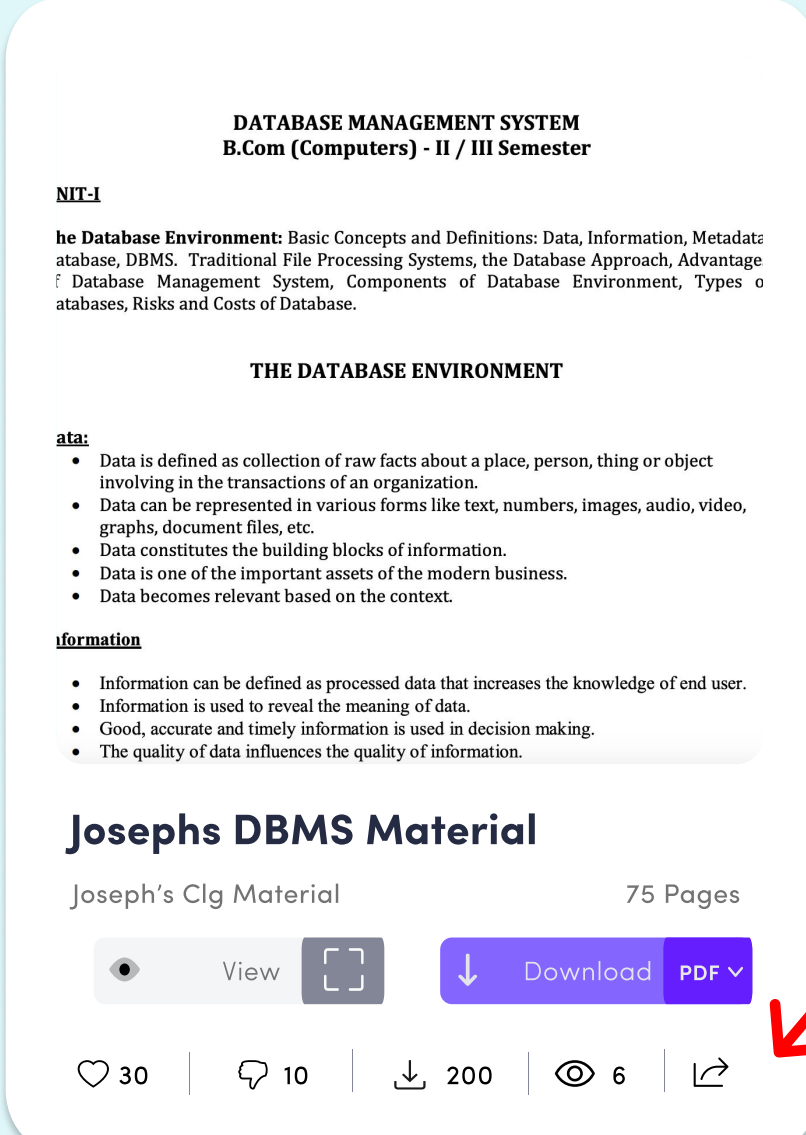 DATABASE MANAGEMENT SYSTEM
B.Com (Computers) - II / III Semester
NIT-I
he Database Environment: Basic Concepts and Definitions: Data, Information, Metadata
atabase, DBMS. Traditional File Processing Systems, the Database Approach, Advantage
f Database Management System, Components of Database Environment, Types o
atabases, Risks and Costs of Database.
THE DATABASE ENVIRONMENT
ata:
• Data is defined as collection of raw facts about a place, person, thing or object
involving in the transactions of an organization.
• Data can be represented in various forms like text, numbers, images, audio, video,
graphs, document files, etc.
• Data constitutes the building blocks of information.
• Data is one of the important assets of the modern business.
• Data becomes relevant based on the context.
nformation
• Information can be defined as processed data that increases the knowledge of end user.
• Information is used to reveal the meaning of data.
• Good, accurate and timely information is used in decision making.
• The quality of data influences the quality of information.
Josephs DBMS Material
Joseph's Clg Material 75 Pages
View Download PDF
30 10 200 6